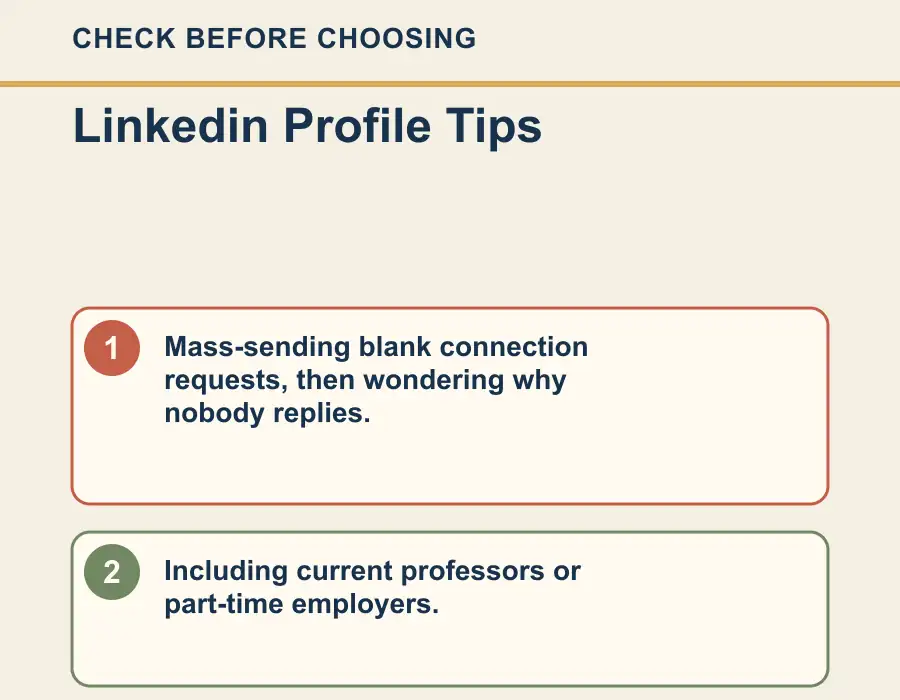 CHECK BEFORE CHOOSING
Linkedin Profile Tips
1
Mass-sending blank connection
requests, then wondering why
nobody replies.
2
Including current professors or
part-time employers.